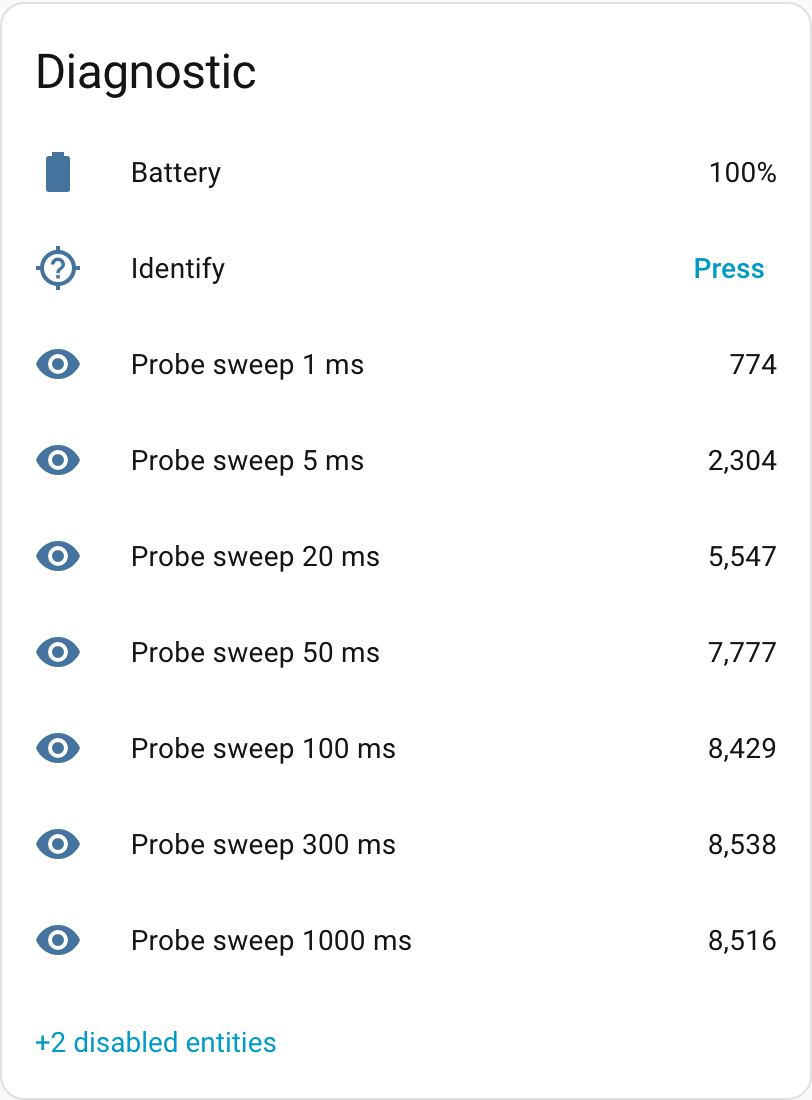 Diagnostic
Battery 100%
Identify Press
Probe sweep 1 ms 774
Probe sweep 5 ms 2,304
Probe sweep 20 ms 5,547
Probe sweep 50 ms 7,777
Probe sweep 100 ms 8,429
Probe sweep 300 ms 8,538
Probe sweep 1000 ms 8,516
+2 disabled entities